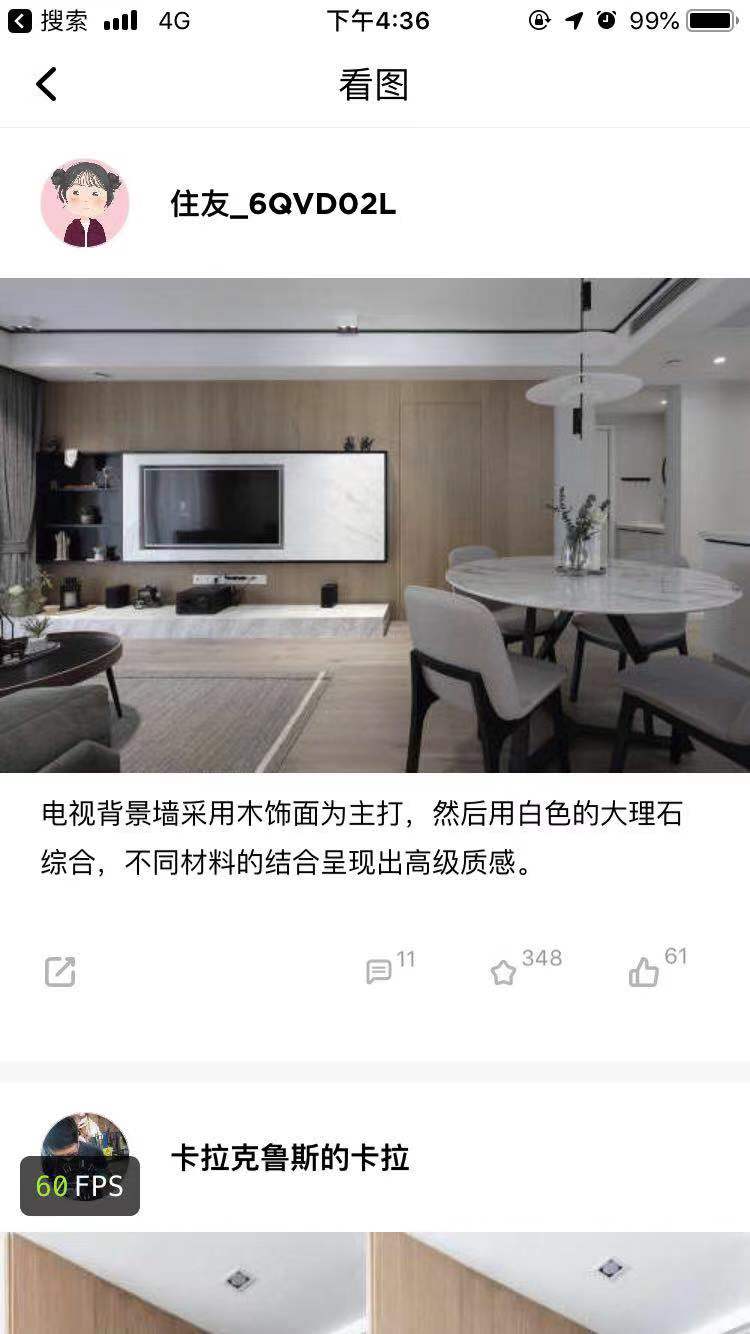 搜索 4G 下午4:36 99%
看图
住友_6QVD02L
电视背景墙采用木饰面为主打，然后用白色的大理石
综合，不同材料的结合呈现出高级质感。
11 348 61
卡拉克鲁斯的卡拉
60 FPS